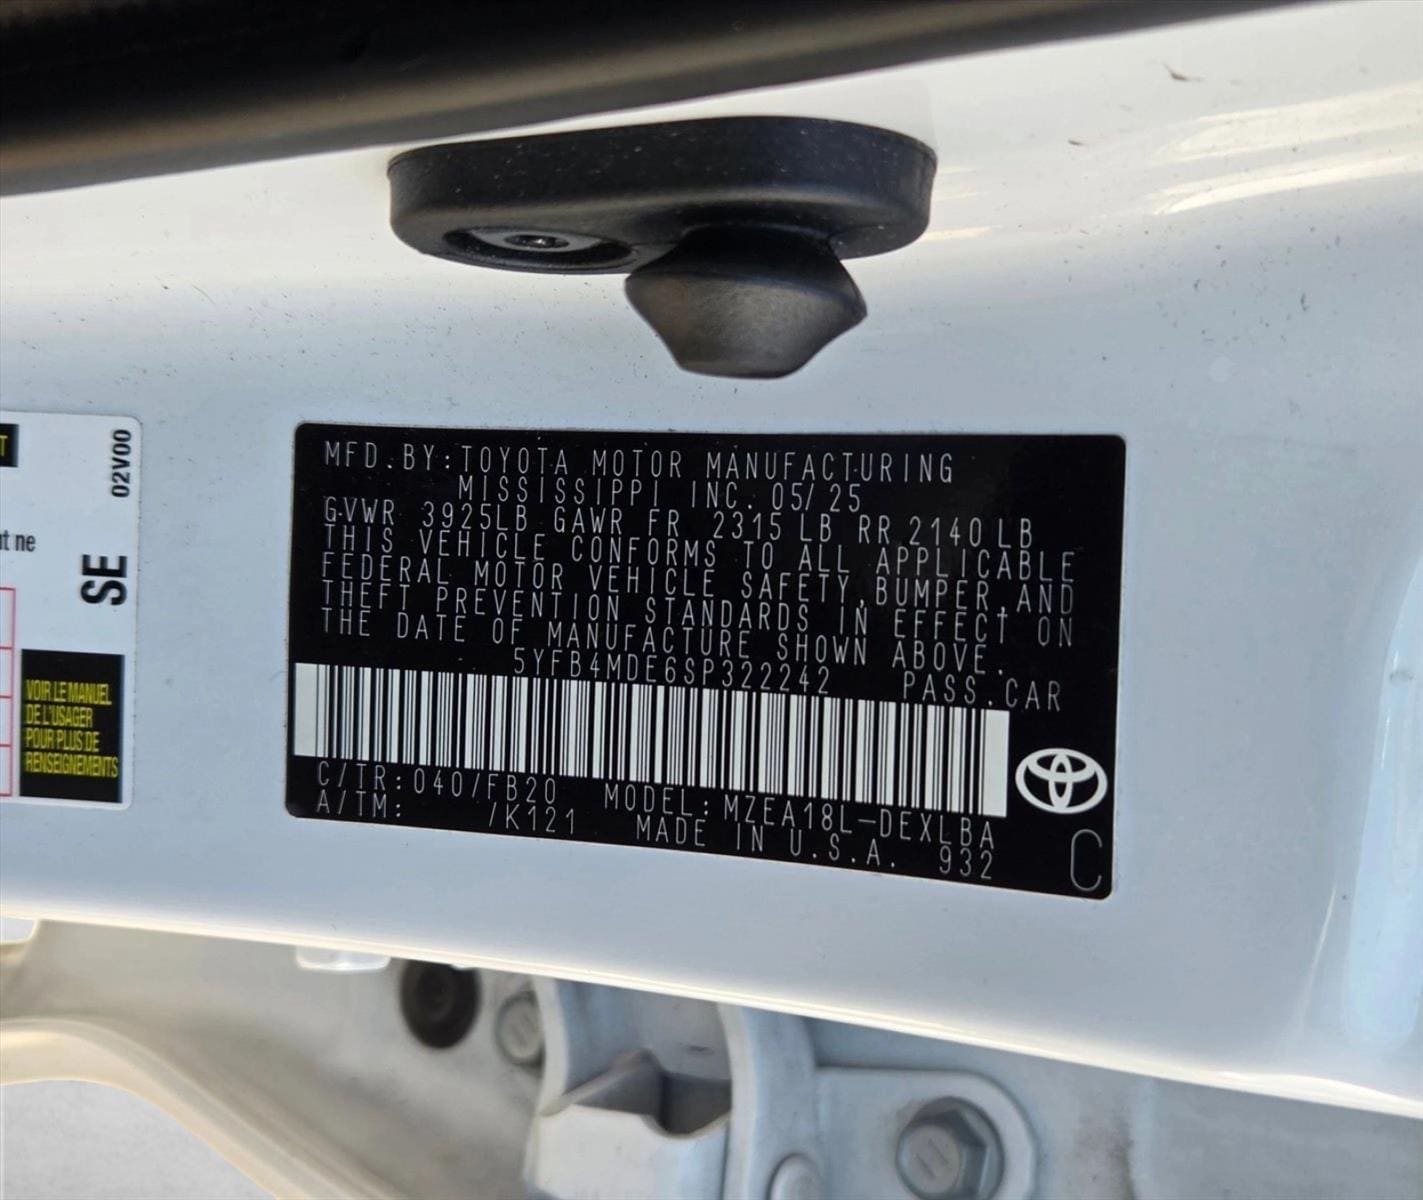 T
02V00
nt ne
SE
VOIR LE MANUEL
DE L'USAGER
POUR PLUS DE
RENSEIGNEMENTS
MFD.BY:TOYOTA MOTOR MANUFACTURING
MISSISSIPPI INC. 05/25
GVWR 3925LB GAWR FR 2315 LB RR 2140 LB
THIS VEHICLE CONFORMS TO ALL APPLICABLE
FEDERAL MOTOR VEHICLE SAFETY,BUMPER,AND
THEFT PREVENTION STANDARDS IN EFFECT ON
THE DATE OF MANUFACTURE SHOWN ABOVE.
5YFB4MDE6SP322242 PASS.CAR
C/TR:040/FB20 MODEL:MZEA18L-DEXLBA
A/TM: /K121 MADE IN U.S.A. 932
C